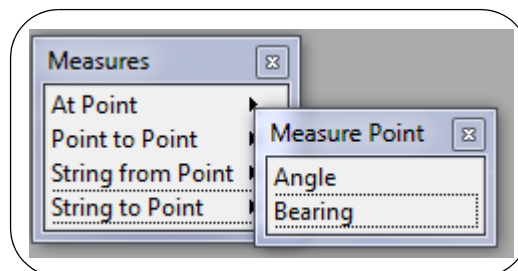 Measures
At Point
Point to Point
String from Point
String to Point
Measure Point
Angle
Bearing